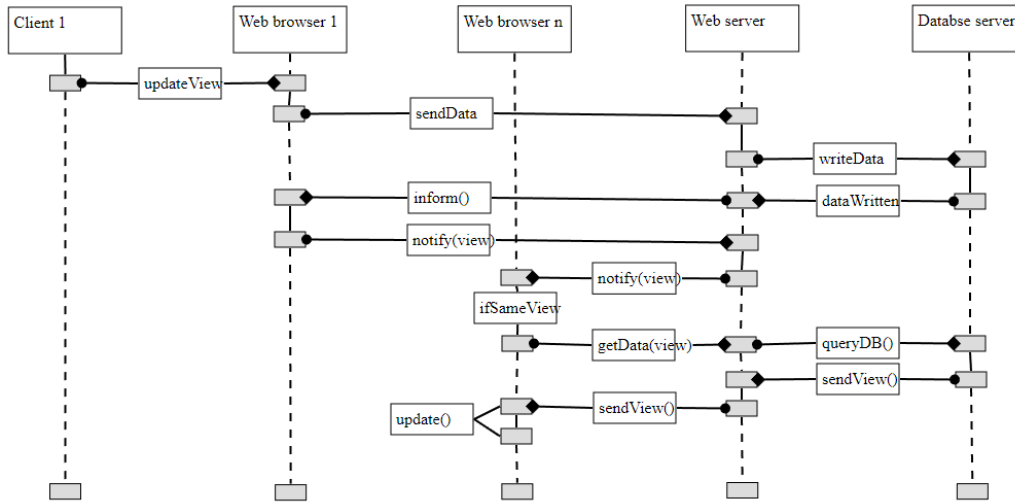 Client 1
Web browser 1
Web browser n
Web server
Databse server
updateView
sendData
writeData
inform()
dataWritten
notify(view)
notify(view)
ifSameView
getData(view)
queryDB()
sendView()
sendView()
update()